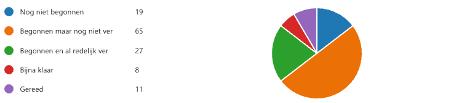 Nog niet begonnen 19
Begonnen maar nog niet ver 65
Begonnen en al redelijk ver 27
Bijna klaar 8
Gereed 11